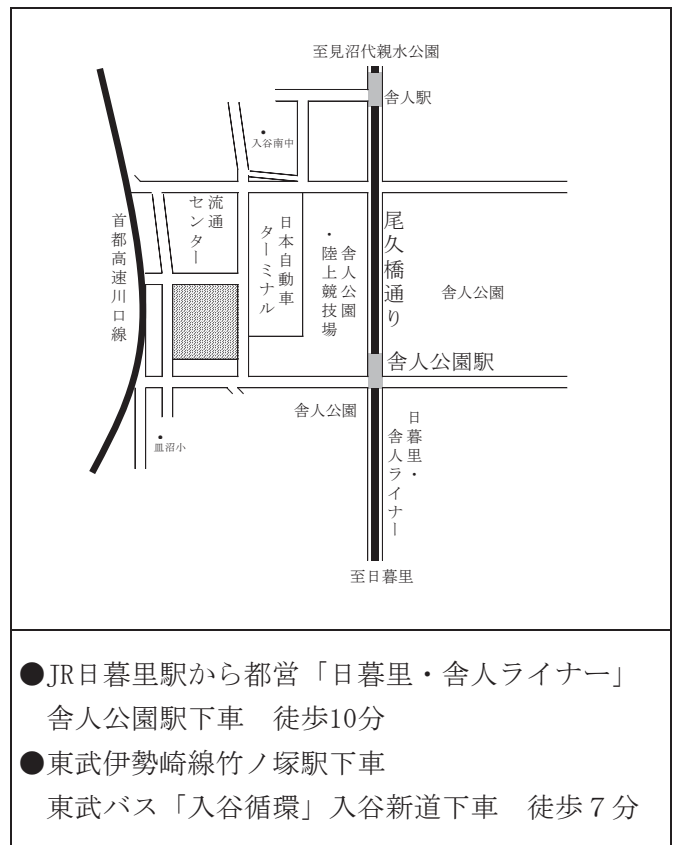 至見沼代親水公園
舎人駅
・入谷南中
流通
センター
日本自動車
ターミナル
舎人公園
・陸上競技場
尾久橋通り
首都高速川口線
舎人公園
舎人公園駅
舎人公園
・皿沼小
日暮里・
舎人ライナー
至日暮里
●JR日暮里駅から都営「日暮里・舎人ライナー」
舎人公園駅下車　徒歩10分
●東武伊勢崎線竹ノ塚駅下車
東武バス「入谷循環」入谷新道下車　徒歩７分